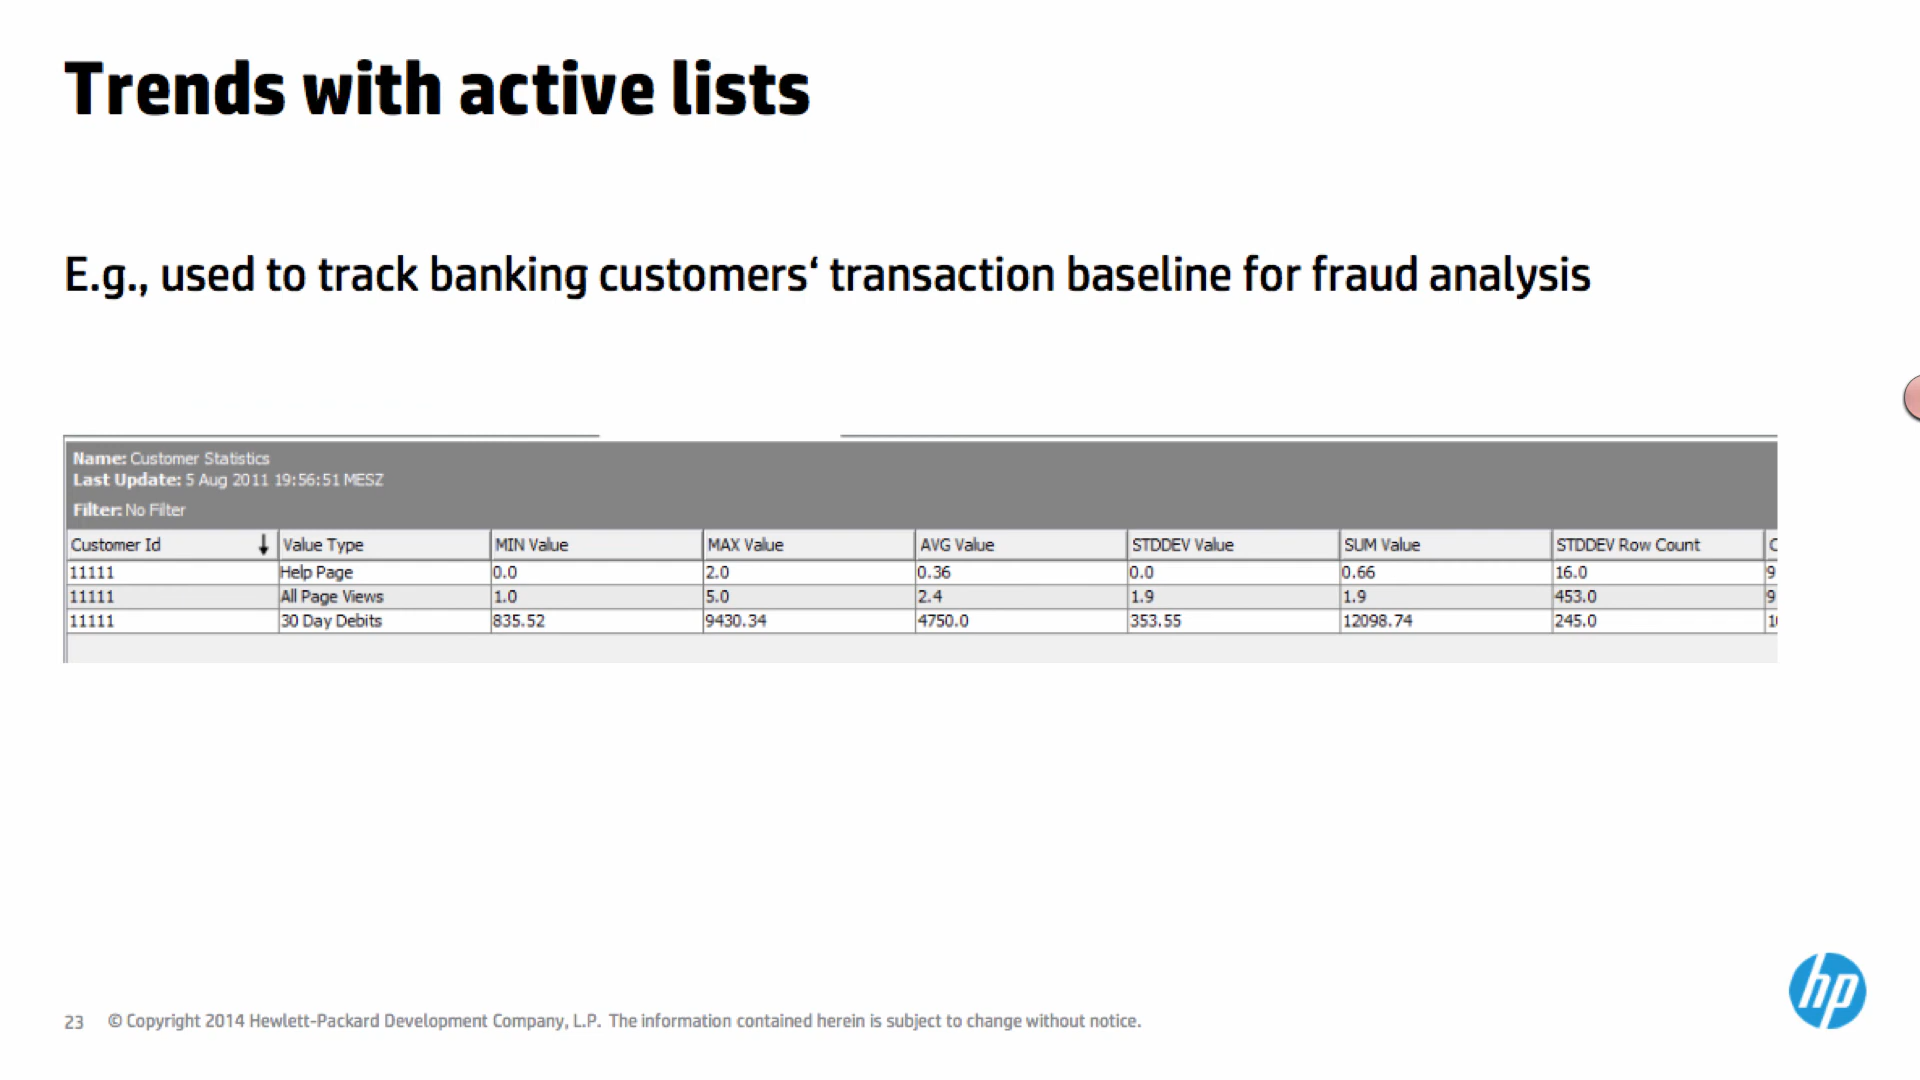 Trends with active lists
E.g., used to track banking customers‘ transaction baseline for fraud analysis
Name: Customer Statistics
Last Update: 5 Aug 2011 19:56:51 MESZ
Filter: No Filter
Customer Id Value Type MIN Value MAX Value AVG Value STDDEV Value SUM Value STDDEV Row Count
11111 Help Page 0.0 2.0 0.36 0.0 0.66 16.0 9
11111 All Page Views 1.0 5.0 2.4 1.9 1.9 453.0 9
11111 30 Day Debits 835.52 9430.34 4750.0 353.55 12098.74 245.0
hp
23 © Copyright 2014 Hewlett-Packard Development Company, L.P. The information contained herein is subject to change without notice.